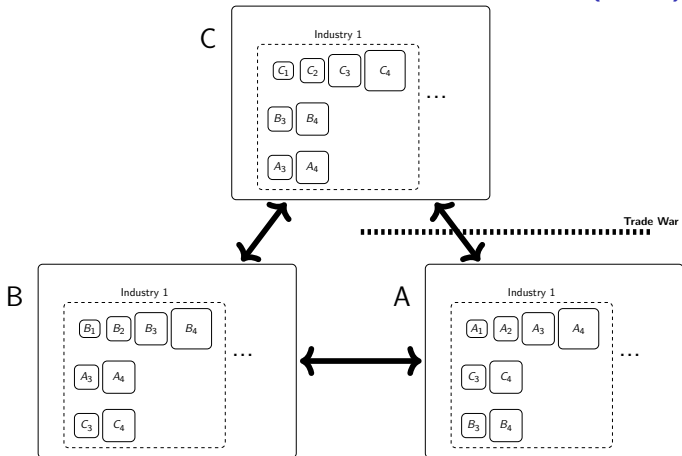 C
Industry 1
C1 C2 C3 C4
...
B3 B4
A3 A4
Trade War
B
Industry 1
B1 B2 B3 B4
...
A3 A4
C3 C4
A
Industry 1
A1 A2 A3 A4
...
C3 C4
B3 B4